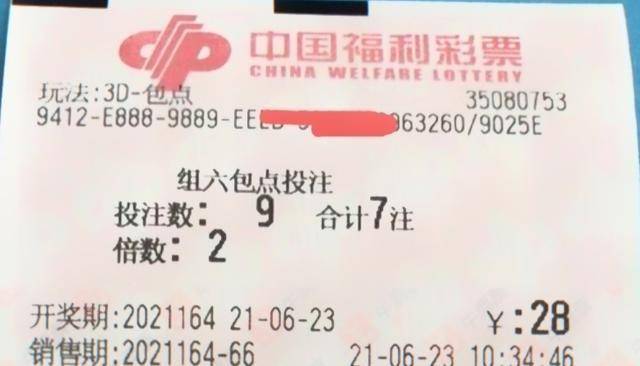 中国福利彩票
CHINA WELFARE LOTTERY
玩法:3D-包点 35080753
9412-E888-9889- 963260/9025E
组六包点投注
投注数: 9 合计7注
倍数: 2
开奖期:2021164 21-06-23 ¥:28
销售期:2021164-66 21-06-23 10:34:46